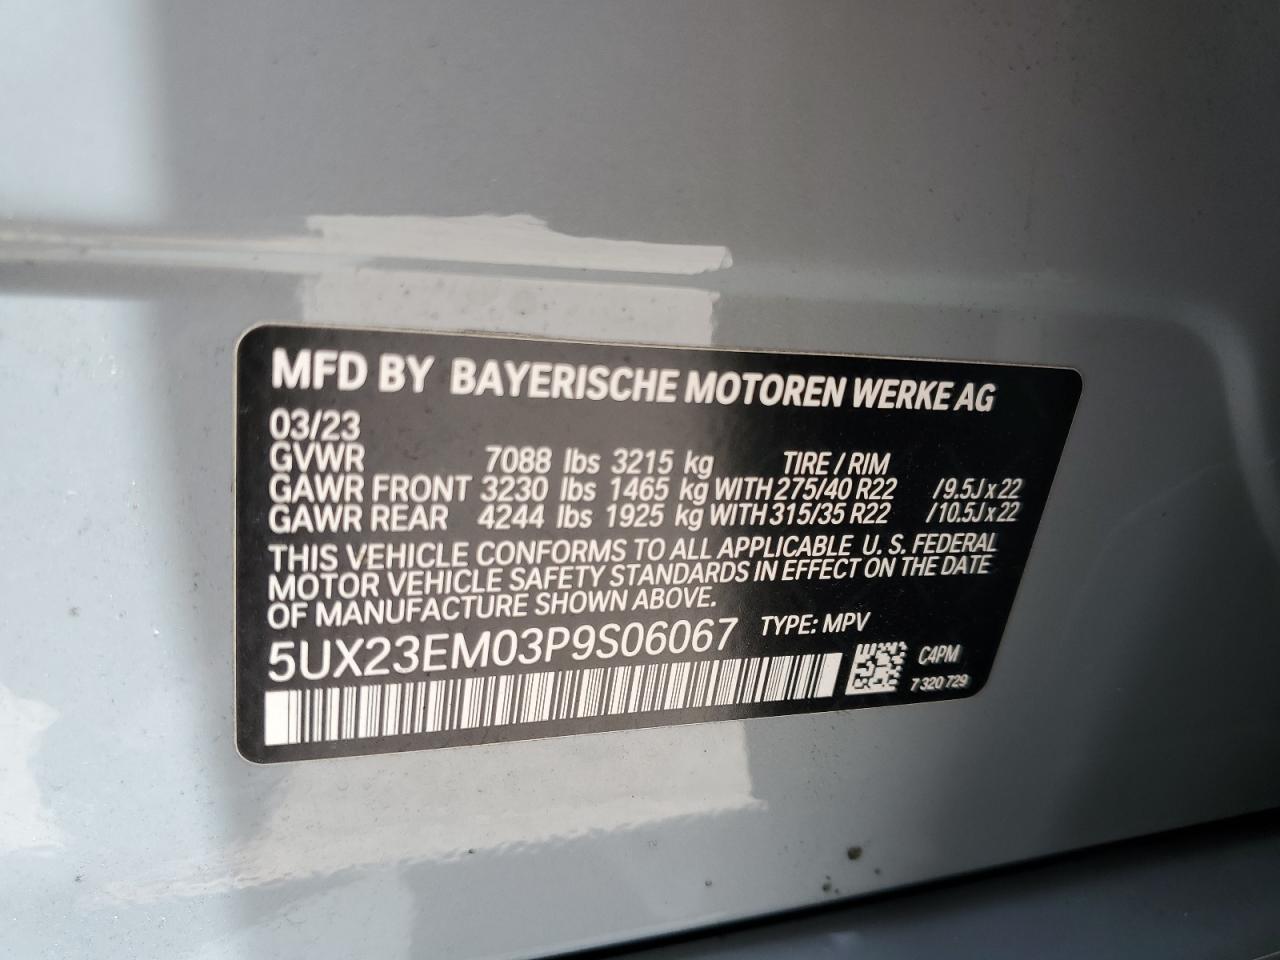 MFD BY BAYERISCHE MOTOREN WERKE AG
03/23
GVWR 7088 lbs 3215 kg TIRE / RIM
GAWR FRONT 3230 lbs 1465 kg WITH 275/40 R22 /9.5J x 22
GAWR REAR 4244 lbs 1925 kg WITH 315/35 R22 /10.5J x 22
THIS VEHICLE CONFORMS TO ALL APPLICABLE U. S. FEDERAL
MOTOR VEHICLE SAFETY STANDARDS IN EFFECT ON THE DATE
OF MANUFACTURE SHOWN ABOVE.
5UX23EM03P9S06067 TYPE: MPV
C4PM
7 320 729